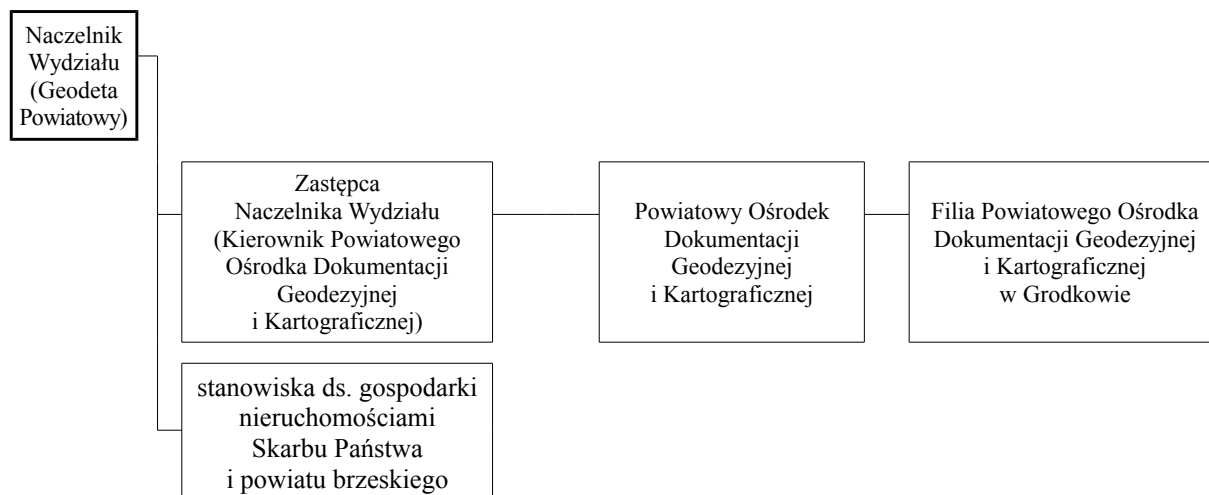 Naczelnik
Wydziału
(Geodeta
Powiatowy)
Zastępca
Naczelnika Wydziału
(Kierownik Powiatowego
Ośrodka Dokumentacji
Geodezyjnej
i Kartograficznej)
Powiatowy Ośrodek
Dokumentacji
Geodezyjnej
i Kartograficznej
Filia Powiatowego Ośrodka
Dokumentacji Geodezyjnej
i Kartograficznej
w Grodkowie
stanowiska ds. gospodarki
nieruchomościami
Skarbu Państwa
i powiatu brzeskiego